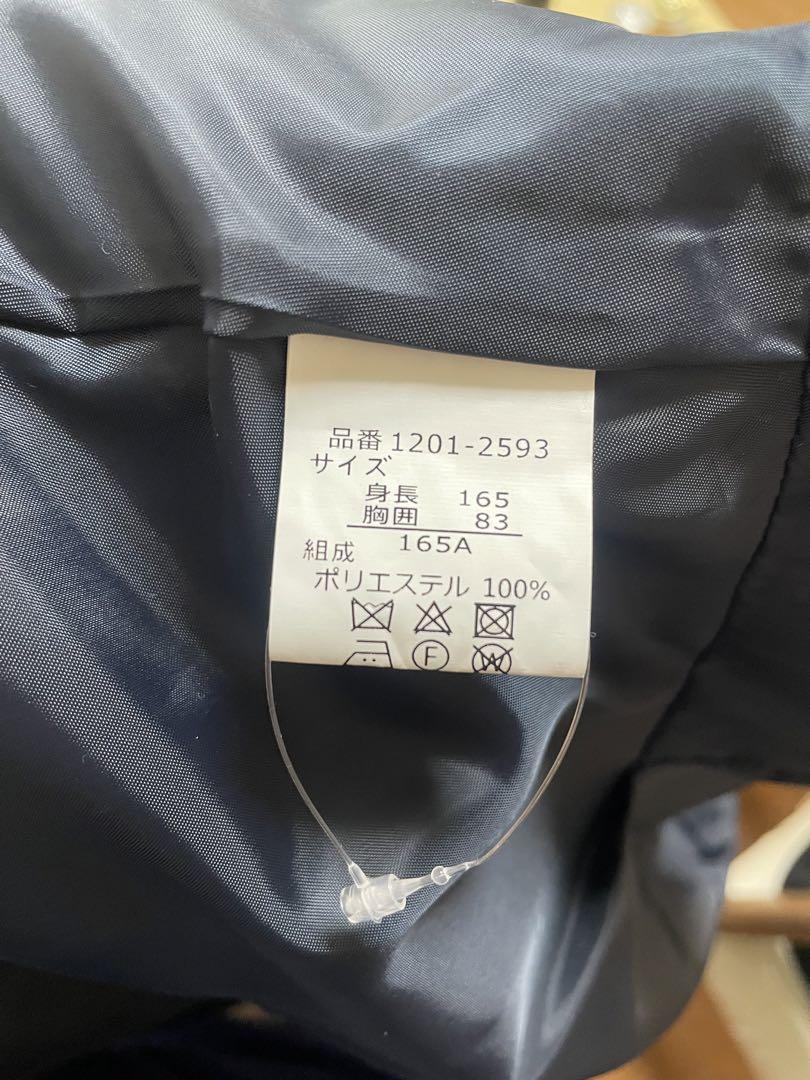 品番 1201-2593
サイズ
身長 165
胸囲 83
165A
組成
ポリエステル 100%
F
W